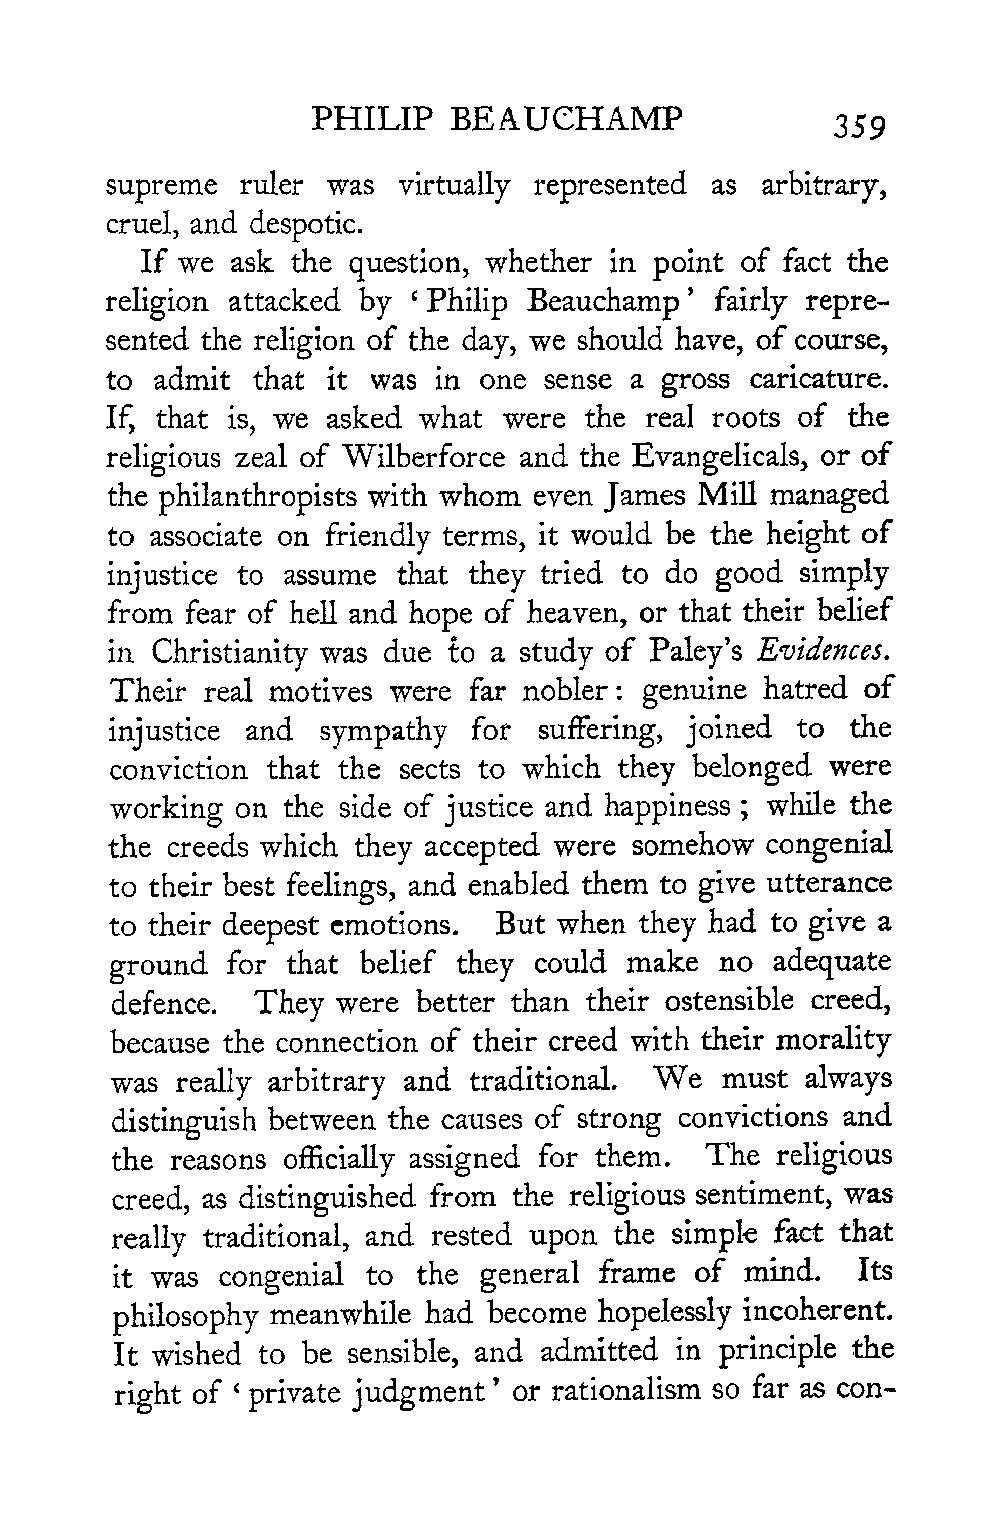 PHILIP BEAUCHAMP 359
supreme ruler was virtually represented as arbitrary,
cruel, and despotic.
If we ask the question, whether in point of fact the
religion attacked by ‘Philip Beauchamp’ fairly repre-
sented the religion of the day, we should have, of course,
to admit that it was in one sense a gross caricature.
If, that is, we asked what were the real roots of the
religious zeal of Wilberforce and the Evangelicals, or of
the philanthropists with whom even James Mill managed
to associate on friendly terms, it would be the height of
injustice to assume that they tried to do good simply
from fear of hell and hope of heaven, or that their belief
in Christianity was due to a study of Paley's Evidences.
Their real motives were far nobler: genuine hatred of
injustice and sympathy for suffering, joined to the
conviction that the sects to which they belonged were
working on the side of justice and happiness; while the
the creeds which they accepted were somehow congenial
to their best feelings, and enabled them to give utterance
to their deepest emotions. But when they had to give a
ground for that belief they could make no adequate
defence. They were better than their ostensible creed,
because the connection of their creed with their morality
was really arbitrary and traditional. We must always
distinguish between the causes of strong convictions and
the reasons officially assigned for them. The religious
creed, as distinguished from the religious sentiment, was
really traditional, and rested upon the simple fact that
it was congenial to the general frame of mind. Its
philosophy meanwhile had become hopelessly incoherent.
It wished to be sensible, and admitted in principle the
right of ‘private judgment’ or rationalism so far as con-